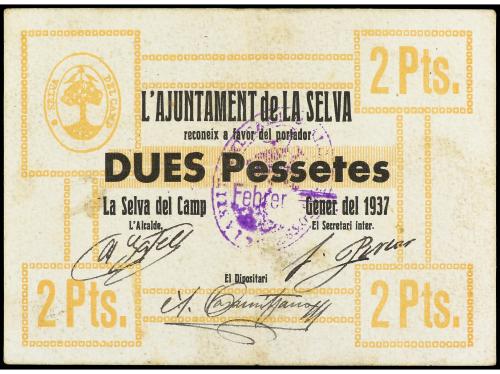 SELVA DEL CAMP
2 Pts.
L'AJUNTAMENT de LA SELVA
reconeix a favor del portador
DUES Pessetes
Febrer
La Selva del Camp Gener del 1937
L'Alcalde, El Secretari inter.
El Dipositari
2 Pts. 2 Pts.